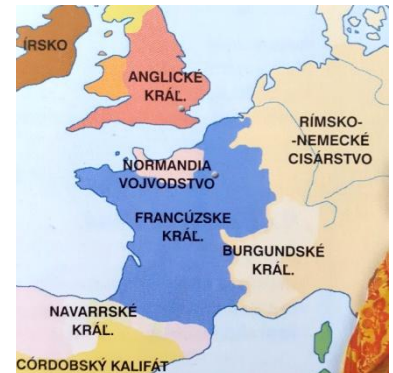 ÍRSKO
ANGLICKÉ
KRÁĽ.
RÍMSKO-
-NEMECKÉ
CISÁRSTVO
NORMANDIA
VOJVODSTVO
FRANCÚZSKE
KRÁĽ.
BURGUNDSKÉ
KRÁĽ.
NAVARRSKÉ
KRÁĽ.
CÓRDOBSKÝ KALIFÁT